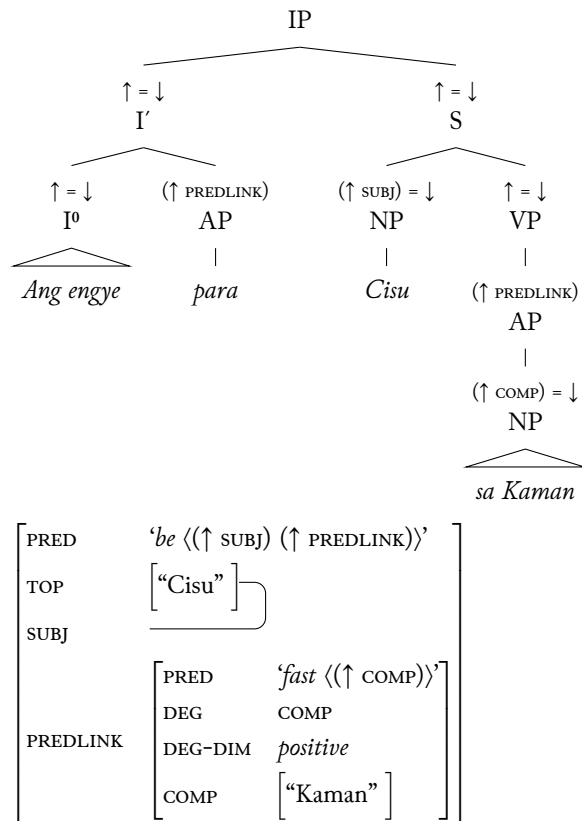 IP
↑ = ↓ ↑ = ↓
I′ S
↑ = ↓ (↑ PREDLINK) (↑ SUBJ) = ↓ ↑ = ↓
I⁰ AP NP VP
Ang engye para Cisu (↑ PREDLINK)
AP
(↑ COMP) = ↓
NP
sa Kaman
PRED ‘be ⟨(↑ SUBJ) (↑ PREDLINK)⟩’
TOP [“Cisu”]
SUBJ
PREDLINK
PRED ‘fast ⟨(↑ COMP)⟩’
DEG COMP
DEG-DIM positive
COMP [“Kaman”]